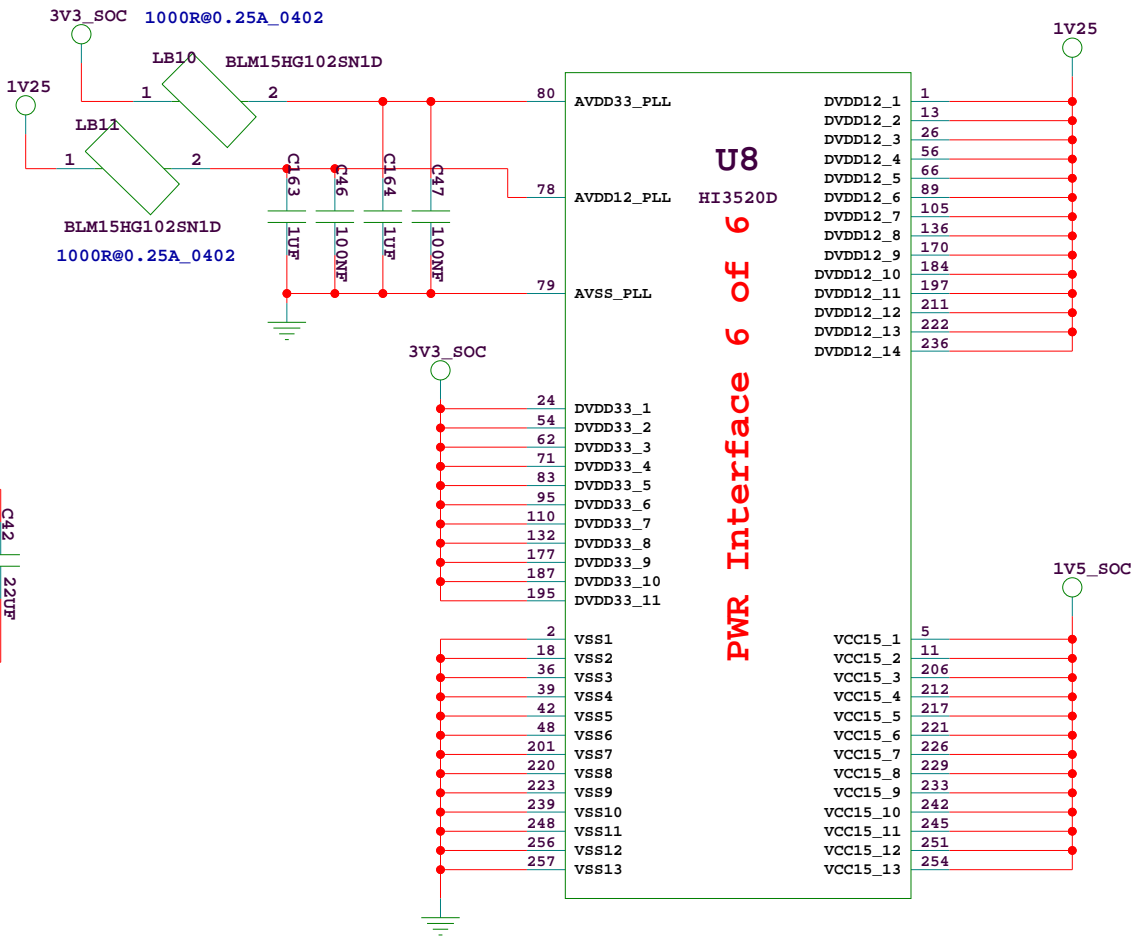 3V3_SOC 1000R@0.25A_0402
LB10 BLM15HG102SN1D
1 2
1V25
LB11
1 2
BLM15HG102SN1D
1000R@0.25A_0402
C163 1UF
C46 100NF
C164 1UF
C47 100NF
80 AVDD33_PLL
78 AVDD12_PLL
79 AVSS_PLL
U8
HI3520D
PWR Interface 6 of 6
1V25
DVDD12_1 1
DVDD12_2 13
DVDD12_3 26
DVDD12_4 56
DVDD12_5 66
DVDD12_6 89
DVDD12_7 105
DVDD12_8 136
DVDD12_9 170
DVDD12_10 184
DVDD12_11 197
DVDD12_12 211
DVDD12_13 222
DVDD12_14 236
3V3_SOC
24 DVDD33_1
54 DVDD33_2
62 DVDD33_3
71 DVDD33_4
83 DVDD33_5
95 DVDD33_6
110 DVDD33_7
132 DVDD33_8
177 DVDD33_9
187 DVDD33_10
195 DVDD33_11
C42 22UF
2 VSS1
18 VSS2
36 VSS3
39 VSS4
42 VSS5
48 VSS6
201 VSS7
220 VSS8
223 VSS9
239 VSS10
248 VSS11
256 VSS12
257 VSS13
1V5_SOC
VCC15_1 5
VCC15_2 11
VCC15_3 206
VCC15_4 212
VCC15_5 217
VCC15_6 221
VCC15_7 226
VCC15_8 229
VCC15_9 233
VCC15_10 242
VCC15_11 245
VCC15_12 251
VCC15_13 254